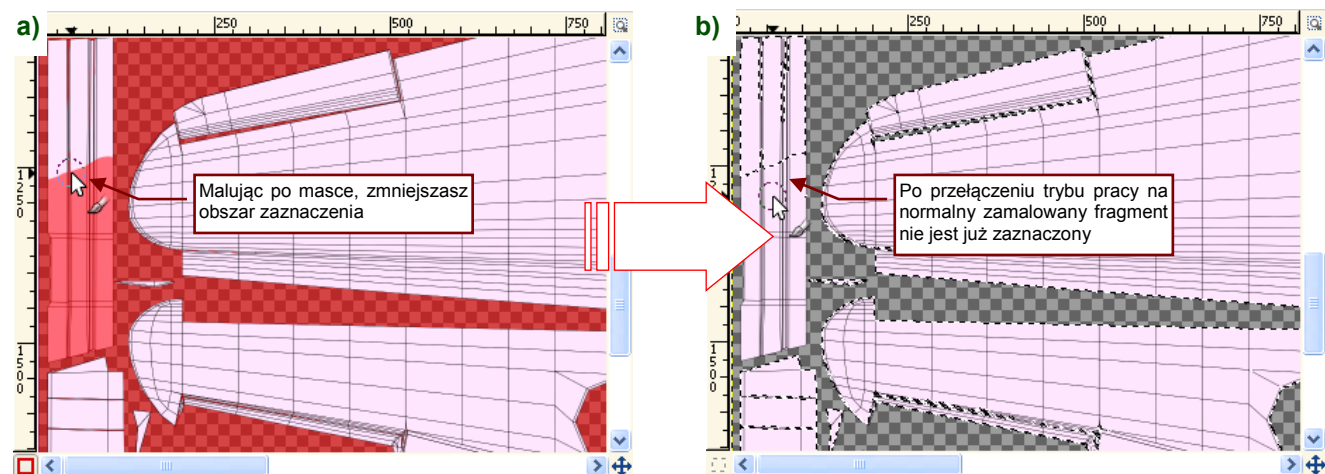 a)
250
500
750
1250
1500
Malując po masce, zmniejszasz
obszar zaznaczenia
b)
0
250
500
750
1500
Po przełączeniu trybu pracy na
normalny zamalowany fragment
nie jest już zaznaczony